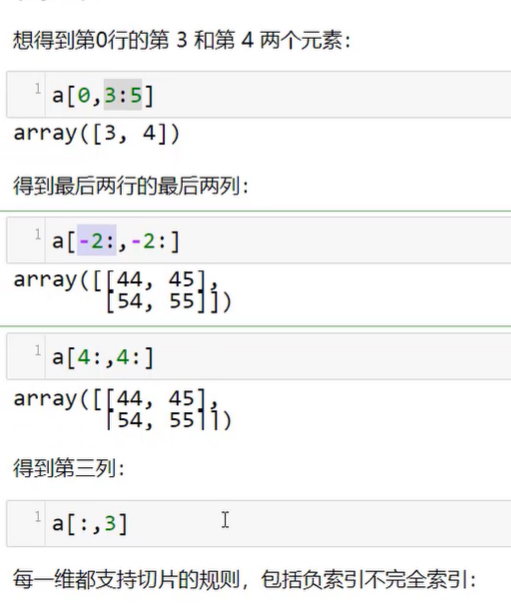 想得到第0行的第 3 和第 4 两个元素：
1 a[0,3:5]
array([3, 4])
得到最后两行的最后两列：
1 a[-2:,-2:]
array([[44, 45],
[54, 55]])
1 a[4:,4:]
array([[44, 45],
[54, 55]])
得到第三列：
1 a[:,3]
每一维都支持切片的规则，包括负索引不完全索引：